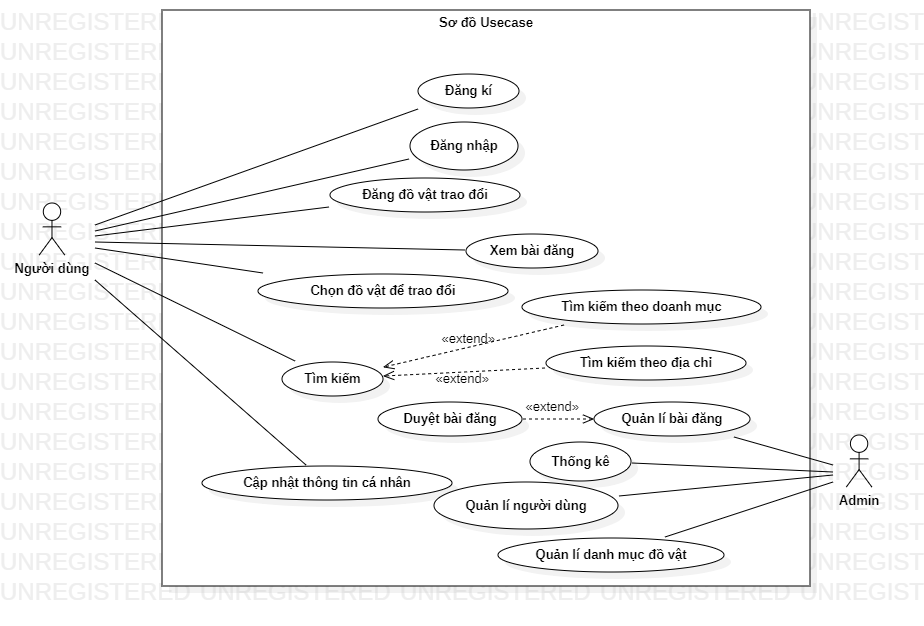 Sơ đồ Usecase
Đăng kí
Đăng nhập
Đăng đồ vật trao đổi
Xem bài đăng
Người dùng
Chọn đồ vật để trao đổi
Tìm kiếm theo doanh mục
«extend»
Tìm kiếm theo địa chỉ
Tìm kiếm
«extend»
«extend»
Duyệt bài đăng
Quản lí bài đăng
Thống kê
Cập nhật thông tin cá nhân
Admin
Quản lí người dùng
Quản lí danh mục đồ vật
UNREGISTERED UNREGISTERED UNREGISTERED UNREGISTERED